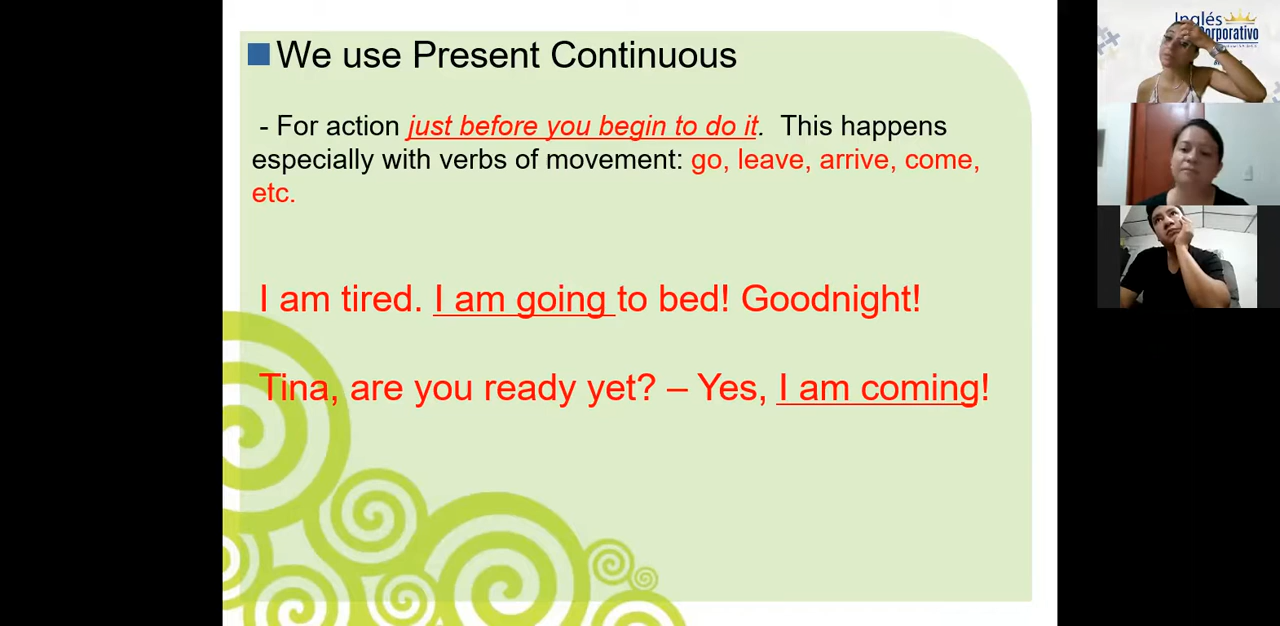 We use Present Continuous
- For action just before you begin to do it. This happens
especially with verbs of movement: go, leave, arrive, come,
etc.
I am tired. I am going to bed! Goodnight!
Tina, are you ready yet? – Yes, I am coming!
Inglés